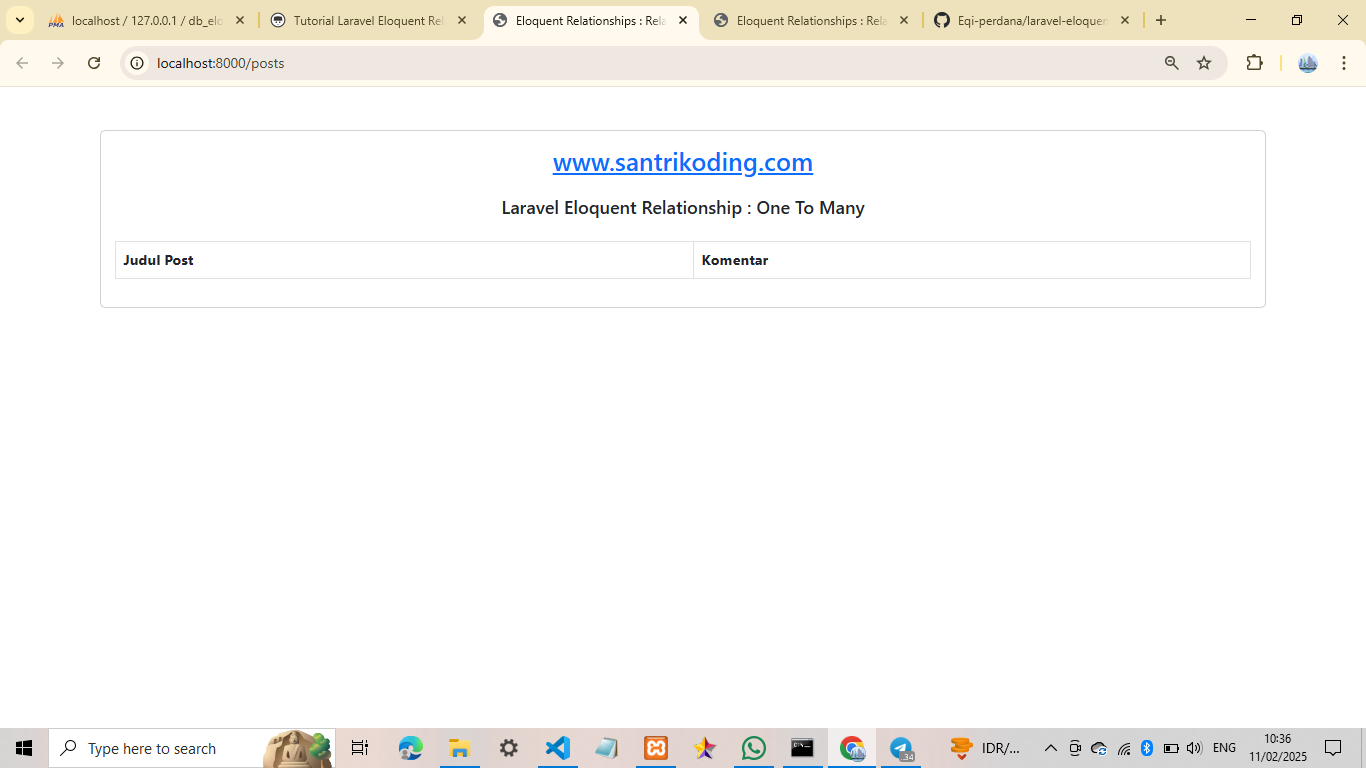 localhost / 127.0.0.1 / db_elo
Tutorial Laravel Eloquent Rel
Eloquent Relationships : Rela
Eloquent Relationships : Rela
Eqi-perdana/laravel-eloquen
localhost:8000/posts
www.santrikoding.com
Laravel Eloquent Relationship : One To Many
Judul Post
Komentar
Type here to search
IDR/...
ENG
10:36
11/02/2025